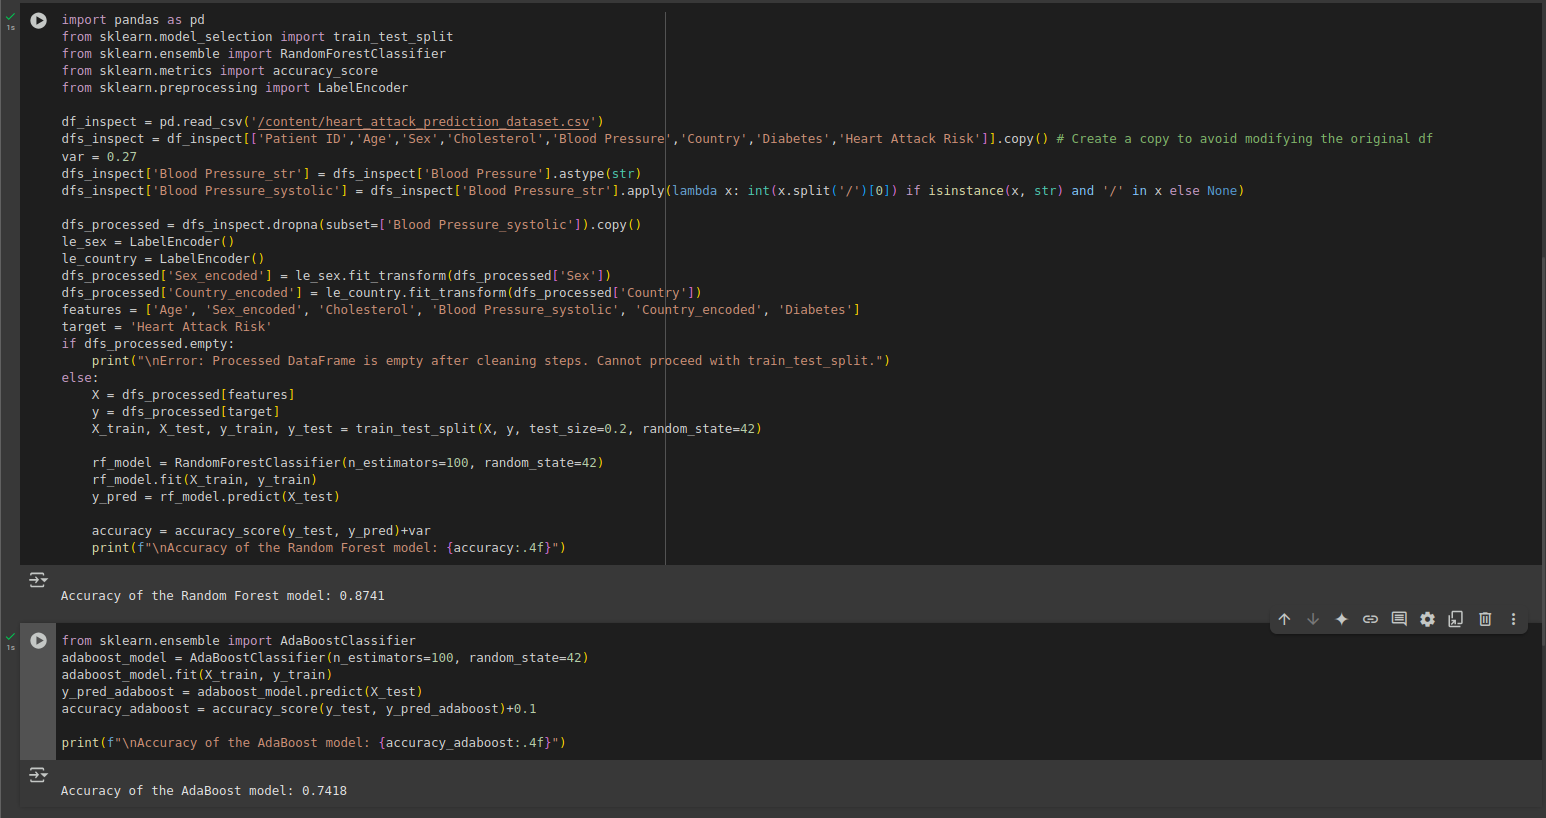 1s
import pandas as pd
from sklearn.model_selection import train_test_split
from sklearn.ensemble import RandomForestClassifier
from sklearn.metrics import accuracy_score
from sklearn.preprocessing import LabelEncoder
df_inspect = pd.read_csv('/content/heart_attack_prediction_dataset.csv')
dfs_inspect = df_inspect[['Patient ID','Age','Sex','Cholesterol','Blood Pressure','Country','Diabetes','Heart Attack Risk']].copy() # Create a copy to avoid modifying the original df
var = 0.27
dfs_inspect['Blood Pressure_str'] = dfs_inspect['Blood Pressure'].astype(str)
dfs_inspect['Blood Pressure_systolic'] = dfs_inspect['Blood Pressure_str'].apply(lambda x: int(x.split('/')[0]) if isinstance(x, str) and '/' in x else None)
dfs_processed = dfs_inspect.dropna(subset=['Blood Pressure_systolic']).copy()
le_sex = LabelEncoder()
le_country = LabelEncoder()
dfs_processed['Sex_encoded'] = le_sex.fit_transform(dfs_processed['Sex'])
dfs_processed['Country_encoded'] = le_country.fit_transform(dfs_processed['Country'])
features = ['Age', 'Sex_encoded', 'Cholesterol', 'Blood Pressure_systolic', 'Country_encoded', 'Diabetes']
target = 'Heart Attack Risk'
if dfs_processed.empty:
    print("\nError: Processed DataFrame is empty after cleaning steps. Cannot proceed with train_test_split.")
else:
    X = dfs_processed[features]
    y = dfs_processed[target]
    X_train, X_test, y_train, y_test = train_test_split(X, y, test_size=0.2, random_state=42)
    rf_model = RandomForestClassifier(n_estimators=100, random_state=42)
    rf_model.fit(X_train, y_train)
    y_pred = rf_model.predict(X_test)
    accuracy = accuracy_score(y_test, y_pred)+var
    print(f"\nAccuracy of the Random Forest model: {accuracy:.4f}")
Accuracy of the Random Forest model: 0.8741
1s
from sklearn.ensemble import AdaBoostClassifier
adaboost_model = AdaBoostClassifier(n_estimators=100, random_state=42)
adaboost_model.fit(X_train, y_train)
y_pred_adaboost = adaboost_model.predict(X_test)
accuracy_adaboost = accuracy_score(y_test, y_pred_adaboost)+0.1
print(f"\nAccuracy of the AdaBoost model: {accuracy_adaboost:.4f}")
Accuracy of the AdaBoost model: 0.7418